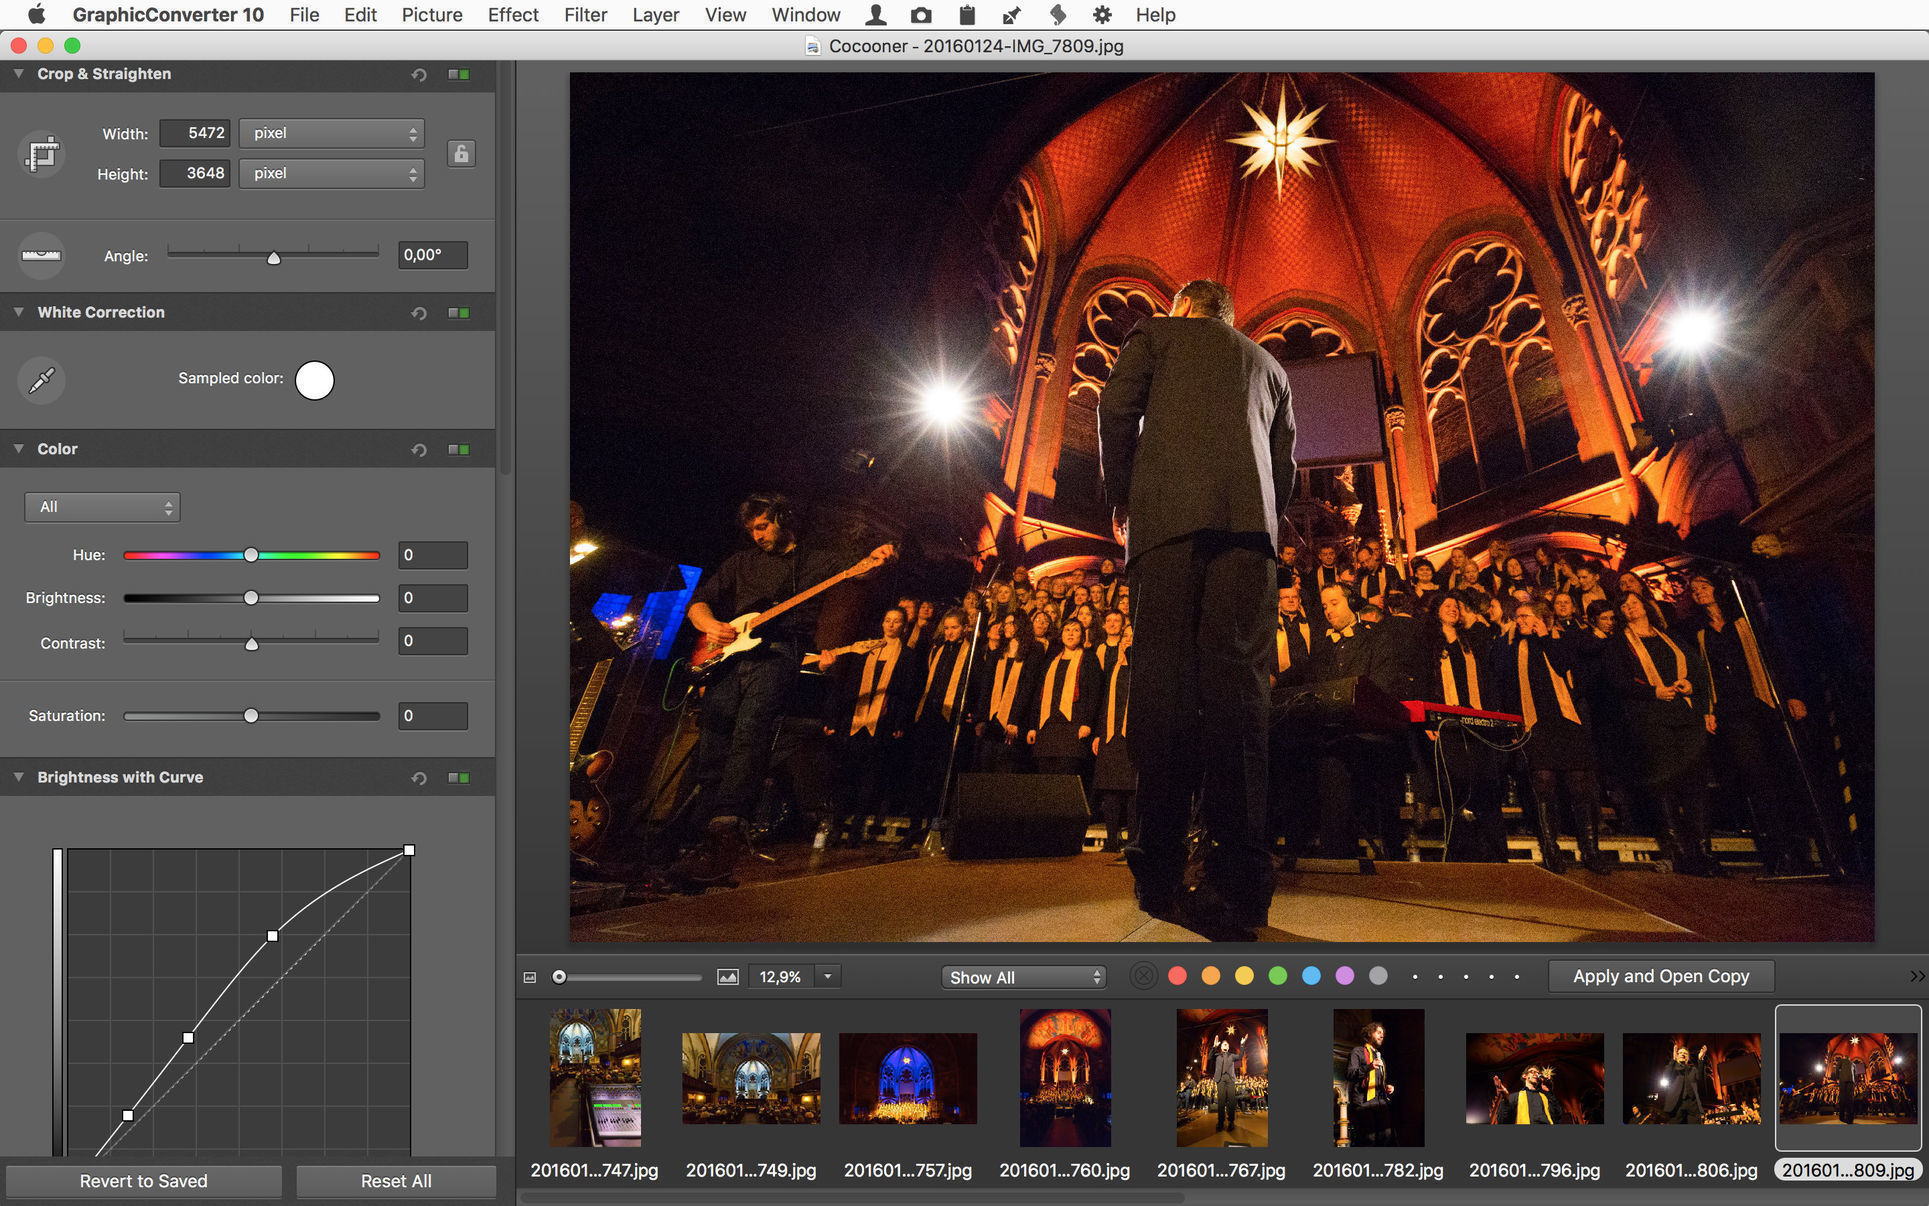 GraphicConverter 10 File Edit Picture Effect Filter Layer View Window Help
Cocooner - 20160124-IMG_7809.jpg
Crop & Straighten
Width: 5472 pixel
Height: 3648 pixel
Angle: 0,00°
White Correction
Sampled color:
Color
All
Hue: 0
Brightness: 0
Contrast: 0
Saturation: 0
Brightness with Curve
Revert to Saved Reset All
nord electro 2
12,9% Show All Apply and Open Copy
201601...747.jpg 201601...749.jpg 201601...757.jpg 201601...760.jpg 201601...767.jpg 201601...782.jpg 201601...796.jpg 201601...806.jpg 201601...809.jpg